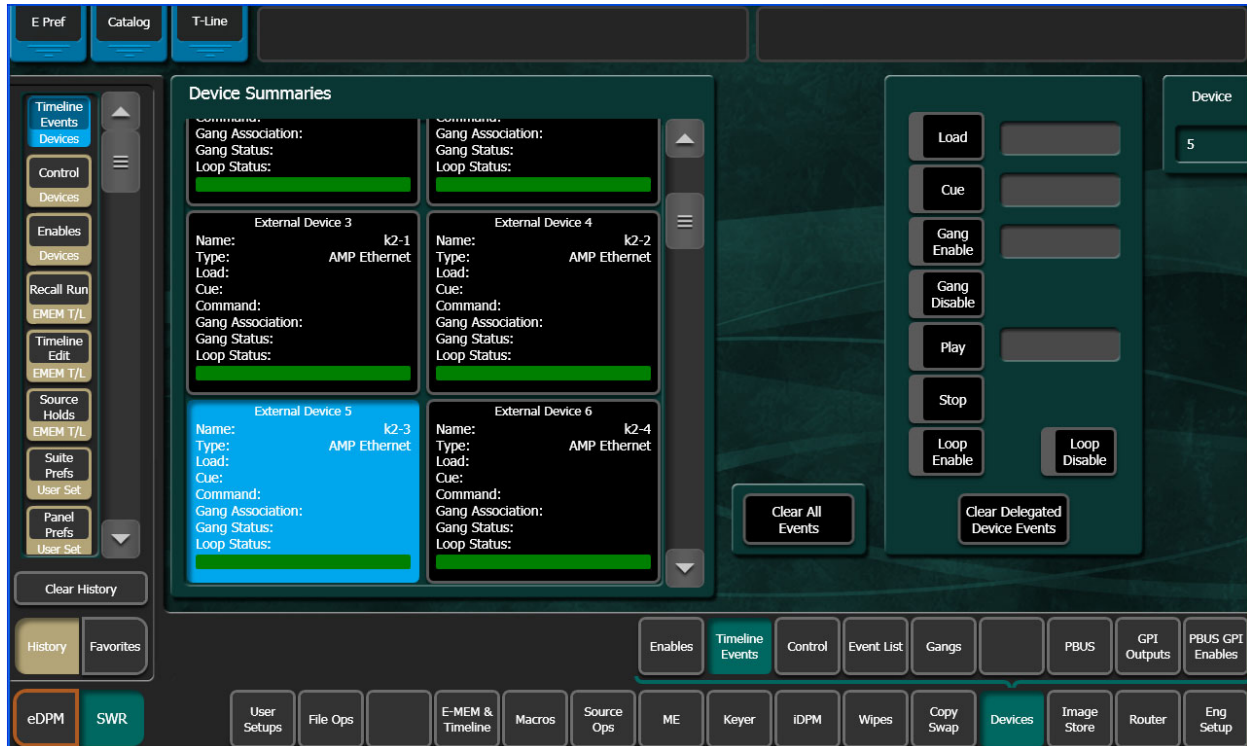 E Pref
Catalog
T-Line
Timeline
Events
Devices
Control
Devices
Enables
Devices
Recall Run
EMEM T/L
Timeline
Edit
EMEM T/L
Source
Holds
EMEM T/L
Suite
Prefs
User Set
Panel
Prefs
User Set
Clear History
History
Favorites
Device Summaries
Command:
Gang Association:
Gang Status:
Loop Status:
Command:
Gang Association:
Gang Status:
Loop Status:
External Device 3
Name: k2-1
Type: AMP Ethernet
Load:
Cue:
Command:
Gang Association:
Gang Status:
Loop Status:
External Device 4
Name: k2-2
Type: AMP Ethernet
Load:
Cue:
Command:
Gang Association:
Gang Status:
Loop Status:
External Device 5
Name: k2-3
Type: AMP Ethernet
Load:
Cue:
Command:
Gang Association:
Gang Status:
Loop Status:
External Device 6
Name: k2-4
Type: AMP Ethernet
Load:
Cue:
Command:
Gang Association:
Gang Status:
Loop Status:
Clear All
Events
Load
Cue
Gang
Enable
Gang
Disable
Play
Stop
Loop
Enable
Loop
Disable
Clear Delegated
Device Events
Device
5
Enables
Timeline
Events
Control
Event List
Gangs
PBUS
GPI
Outputs
PBUS GPI
Enables
eDPM
SWR
User
Setups
File Ops
E-MEM &
Timeline
Macros
Source
Ops
ME
Keyer
iDPM
Wipes
Copy
Swap
Devices
Image
Store
Router
Eng
Setup